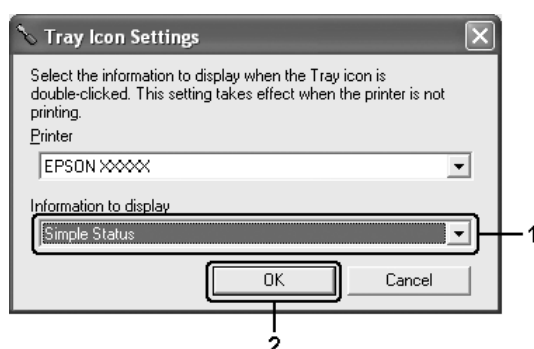 Tray Icon Settings
Select the information to display when the Tray icon is
double-clicked. This setting takes effect when the printer is not
printing.
Printer
EPSON XXXXX
Information to display
Simple Status
1
OK
Cancel
2